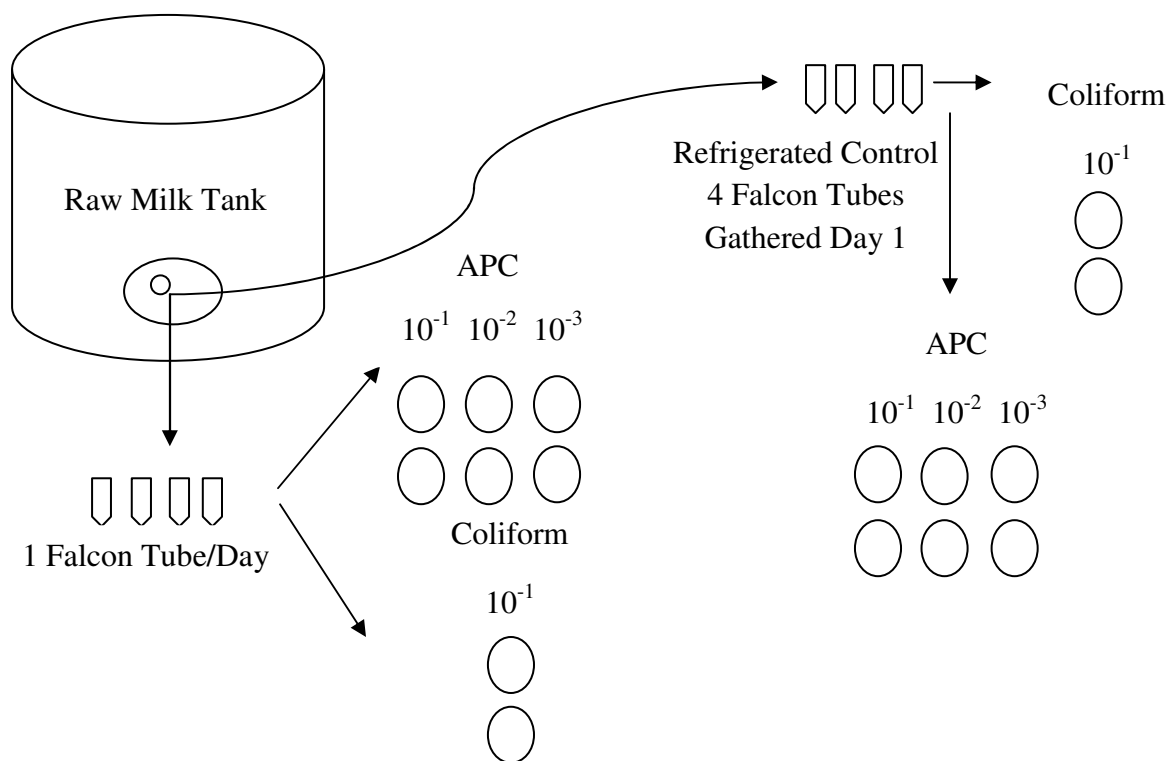 Raw Milk Tank
1 Falcon Tube/Day
APC
10⁻¹ 10⁻² 10⁻³
Coliform
10⁻¹
Refrigerated Control
4 Falcon Tubes
Gathered Day 1
Coliform
10⁻¹
APC
10⁻¹ 10⁻² 10⁻³